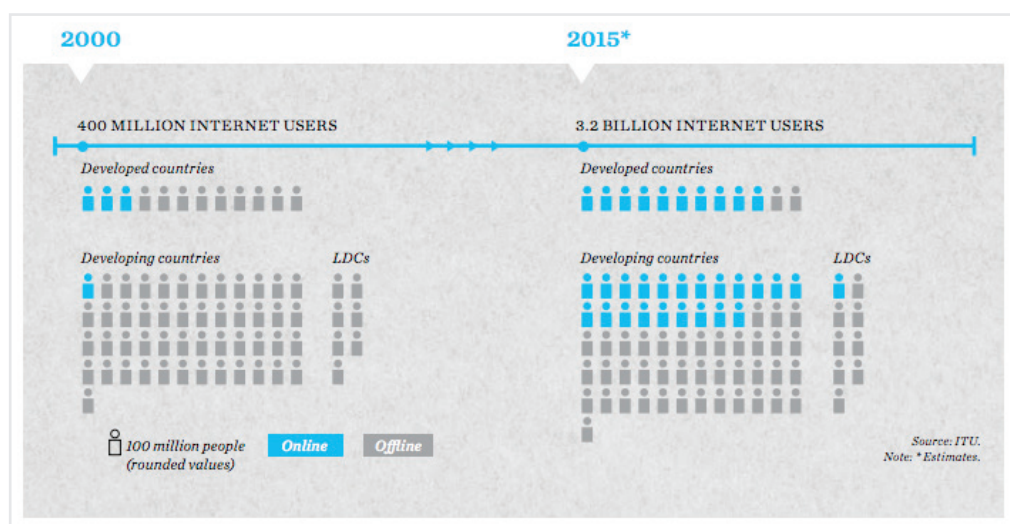 2000
2015*
400 MILLION INTERNET USERS
3.2 BILLION INTERNET USERS
Developed countries
Developed countries
Developing countries
LDCs
Developing countries
LDCs
100 million people
(rounded values)
Online
Offline
Source: ITU.
Note: *Estimates.